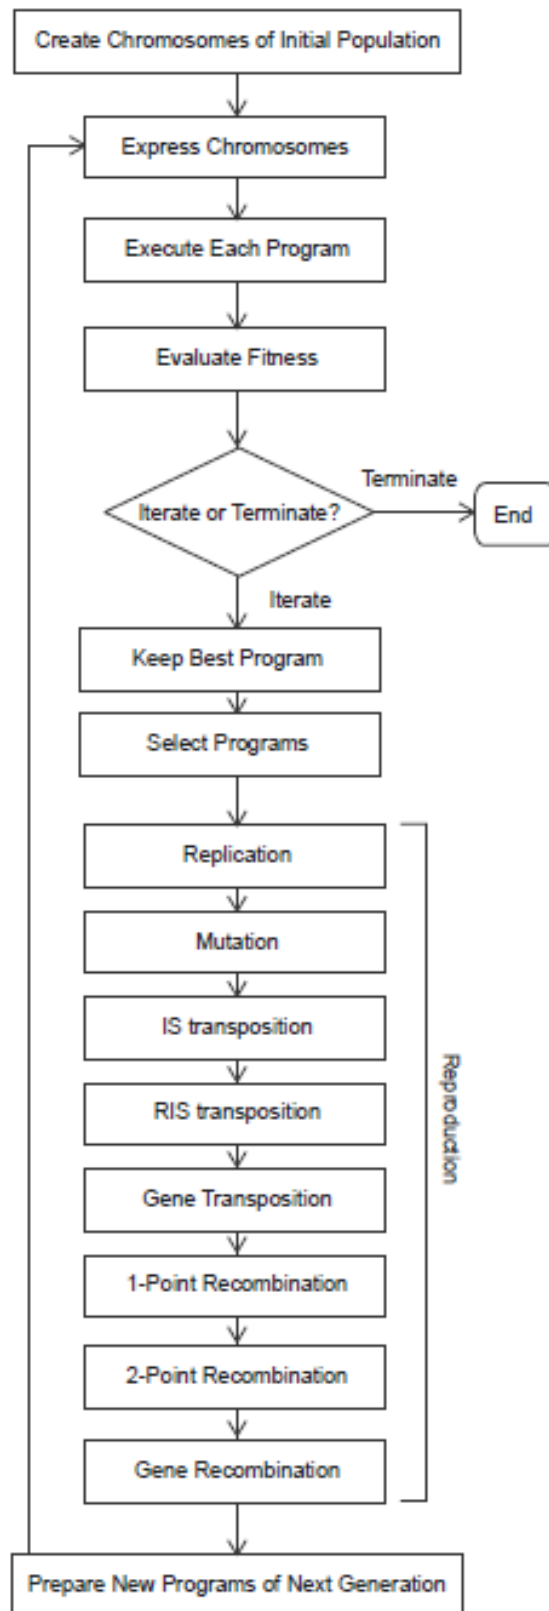 Create Chromosomes of Initial Population
Express Chromosomes
Execute Each Program
Evaluate Fitness
Iterate or Terminate?
Terminate
End
Iterate
Keep Best Program
Select Programs
Replication
Mutation
IS transposition
RIS transposition
Gene Transposition
1-Point Recombination
2-Point Recombination
Gene Recombination
Reproduction
Prepare New Programs of Next Generation